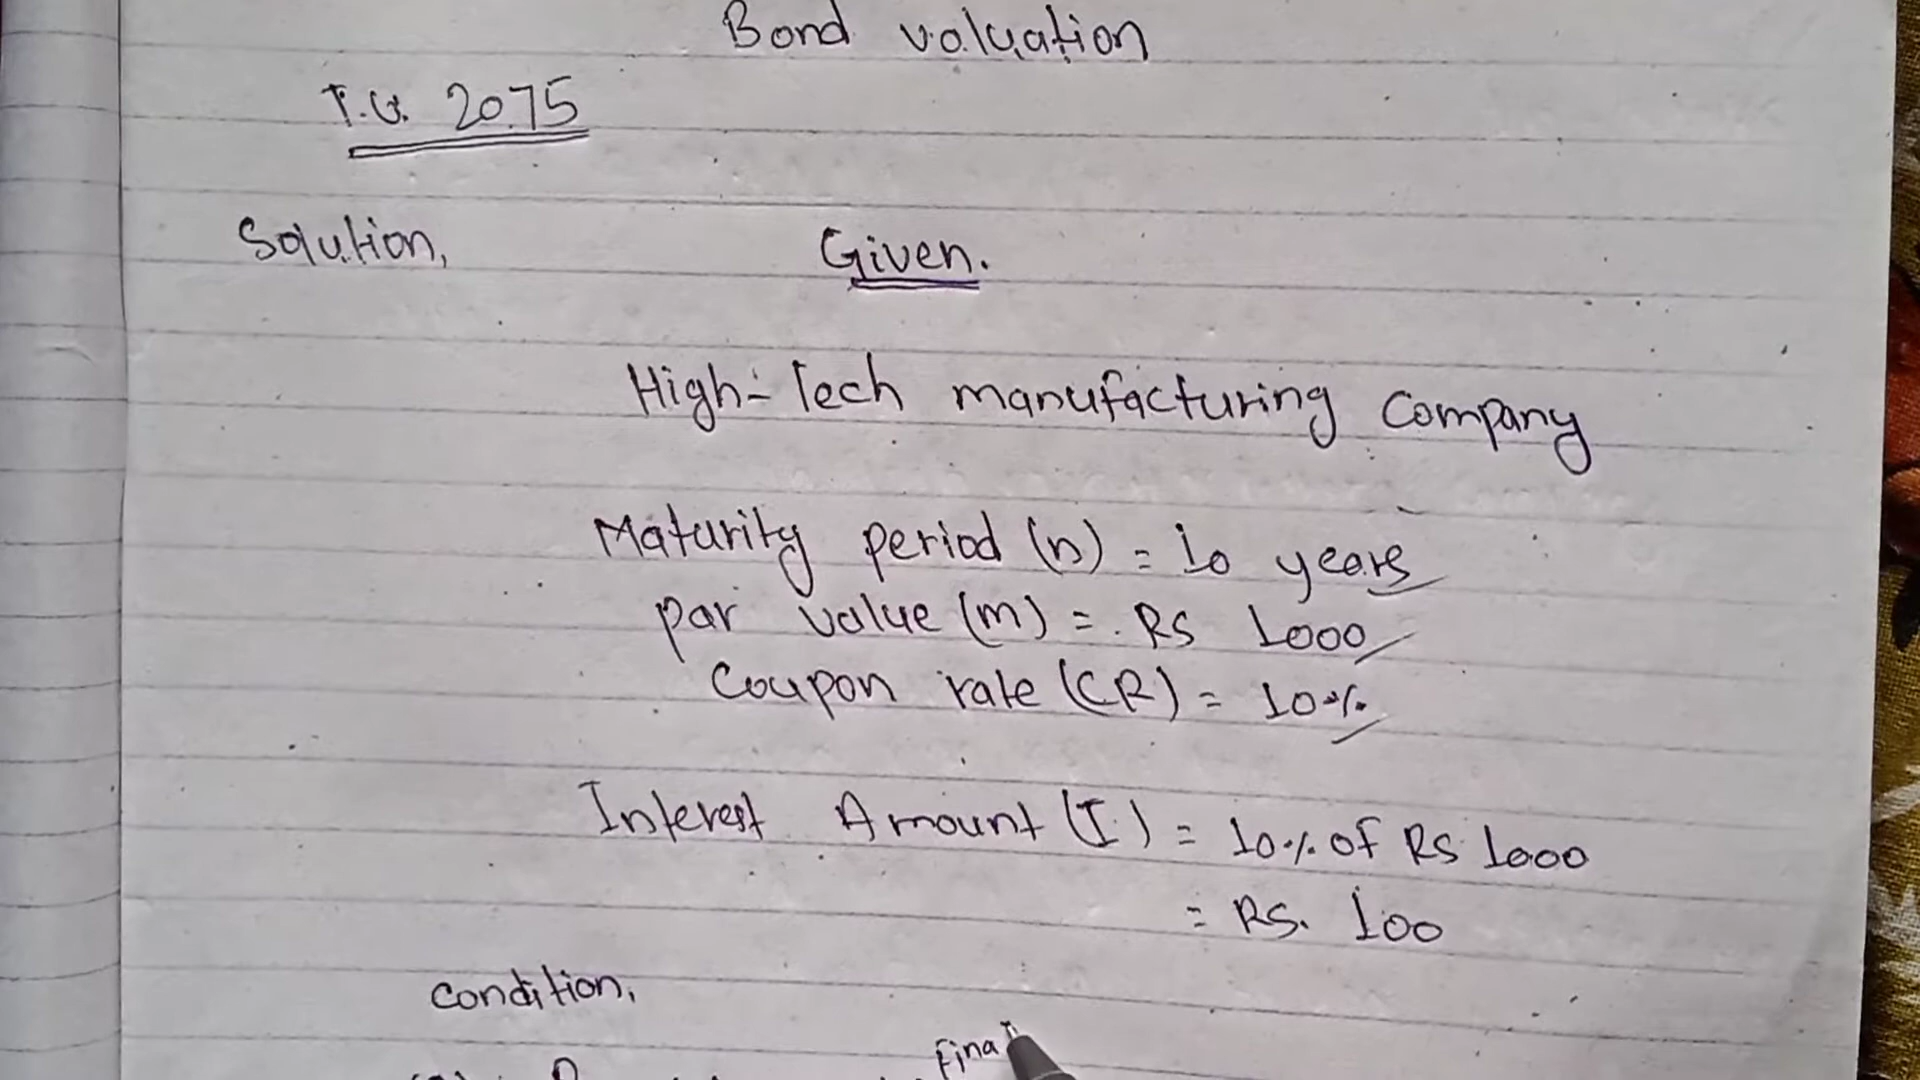 Bond valuation
T.U. 2075
Solution,
Given.
High-Tech manufacturing Company
Maturity period (n) = 10 years
par value (m) = Rs 1000
Coupon rate (CR) = 10%
Interest Amount (I) = 10% of Rs 1000
= Rs. 100
condition,
Fina